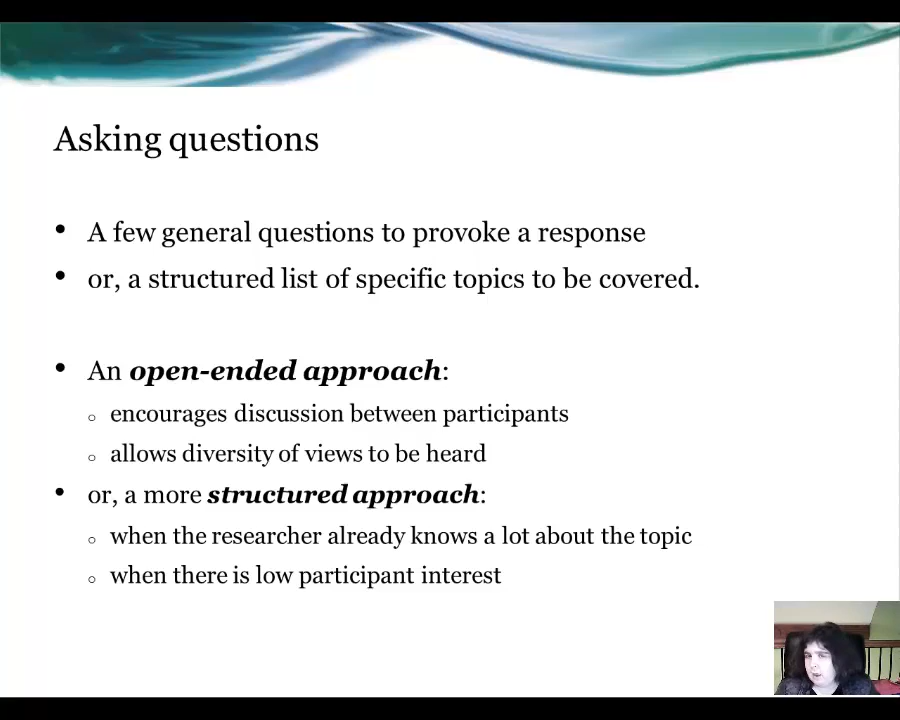 Asking questions
• A few general questions to provoke a response
• or, a structured list of specific topics to be covered.
• An open-ended approach:
○ encourages discussion between participants
○ allows diversity of views to be heard
• or, a more structured approach:
○ when the researcher already knows a lot about the topic
○ when there is low participant interest